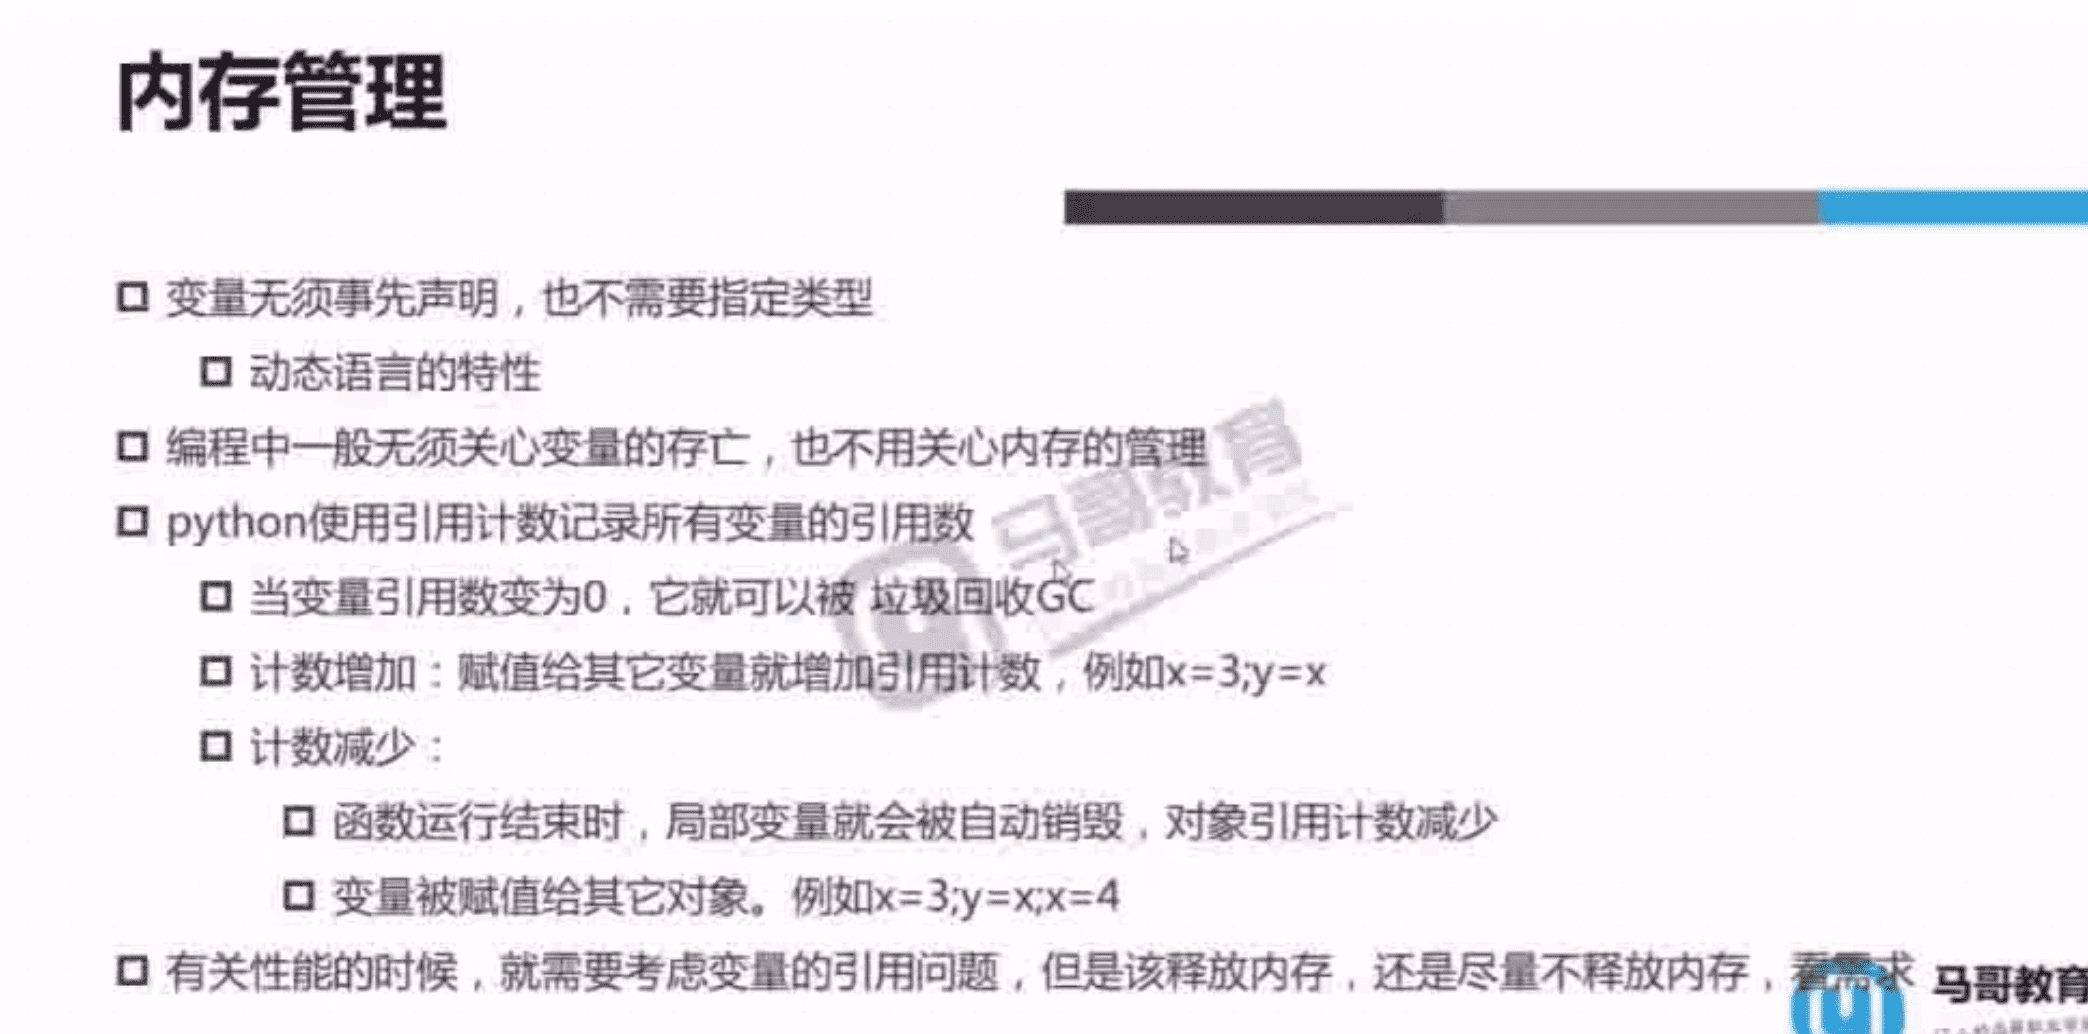 内存管理
变量无须事先声明，也不需要指定类型
动态语言的特性
编程中一般无须关心变量的存亡，也不用关心内存的管理
python使用引用计数记录所有变量的引用数
当变量引用数变为0，它就可以被 垃圾回收GC
计数增加：赋值给其它变量就增加引用计数，例如x=3;y=x
计数减少：
函数运行结束时，局部变量就会被自动销毁，对象引用计数减少
变量被赋值给其它对象。例如x=3;y=x;x=4
有关性能的时候，就需要考虑变量的引用问题，但是该释放内存，还是尽量不释放内存，看需求
马哥教育
马哥教育